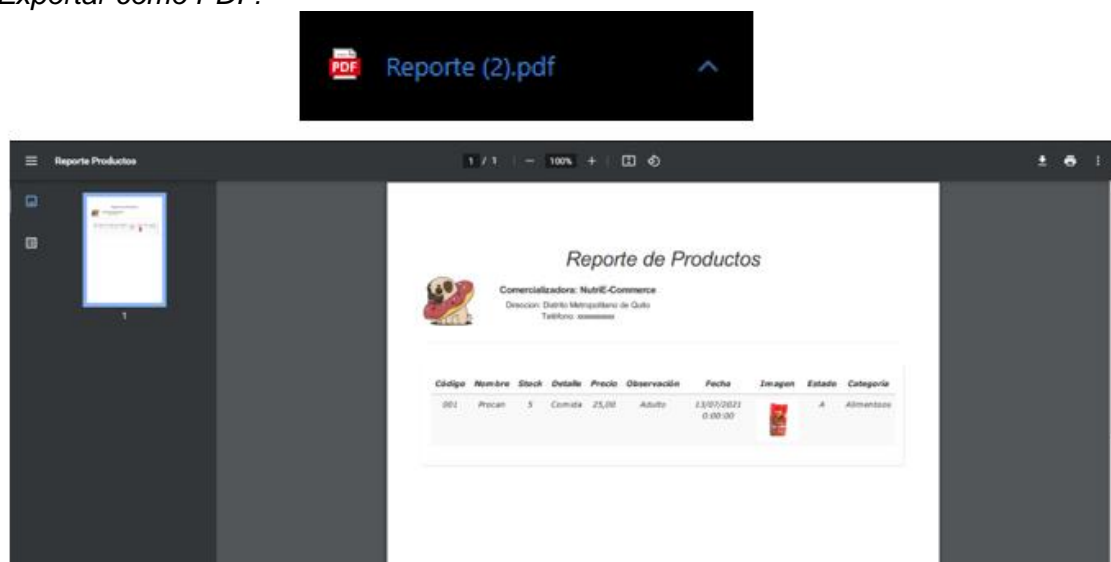 Exportar como PDF:
PDF
Reporte (2).pdf
Reporte Productos
1 / 1
100%
1
Reporte de Productos
Comercializadora: NutriE-Commerce
Direccion: Distrito Metropolitano de Quito
Teléfono: xxxxxxxxxx
Código Nombre Stock Detalle Precio Observación Fecha Imagen Estado Categoría
001 Procan 5 Comida 25,00 Adulto 13/07/2021 A Alimentos
0:00:00